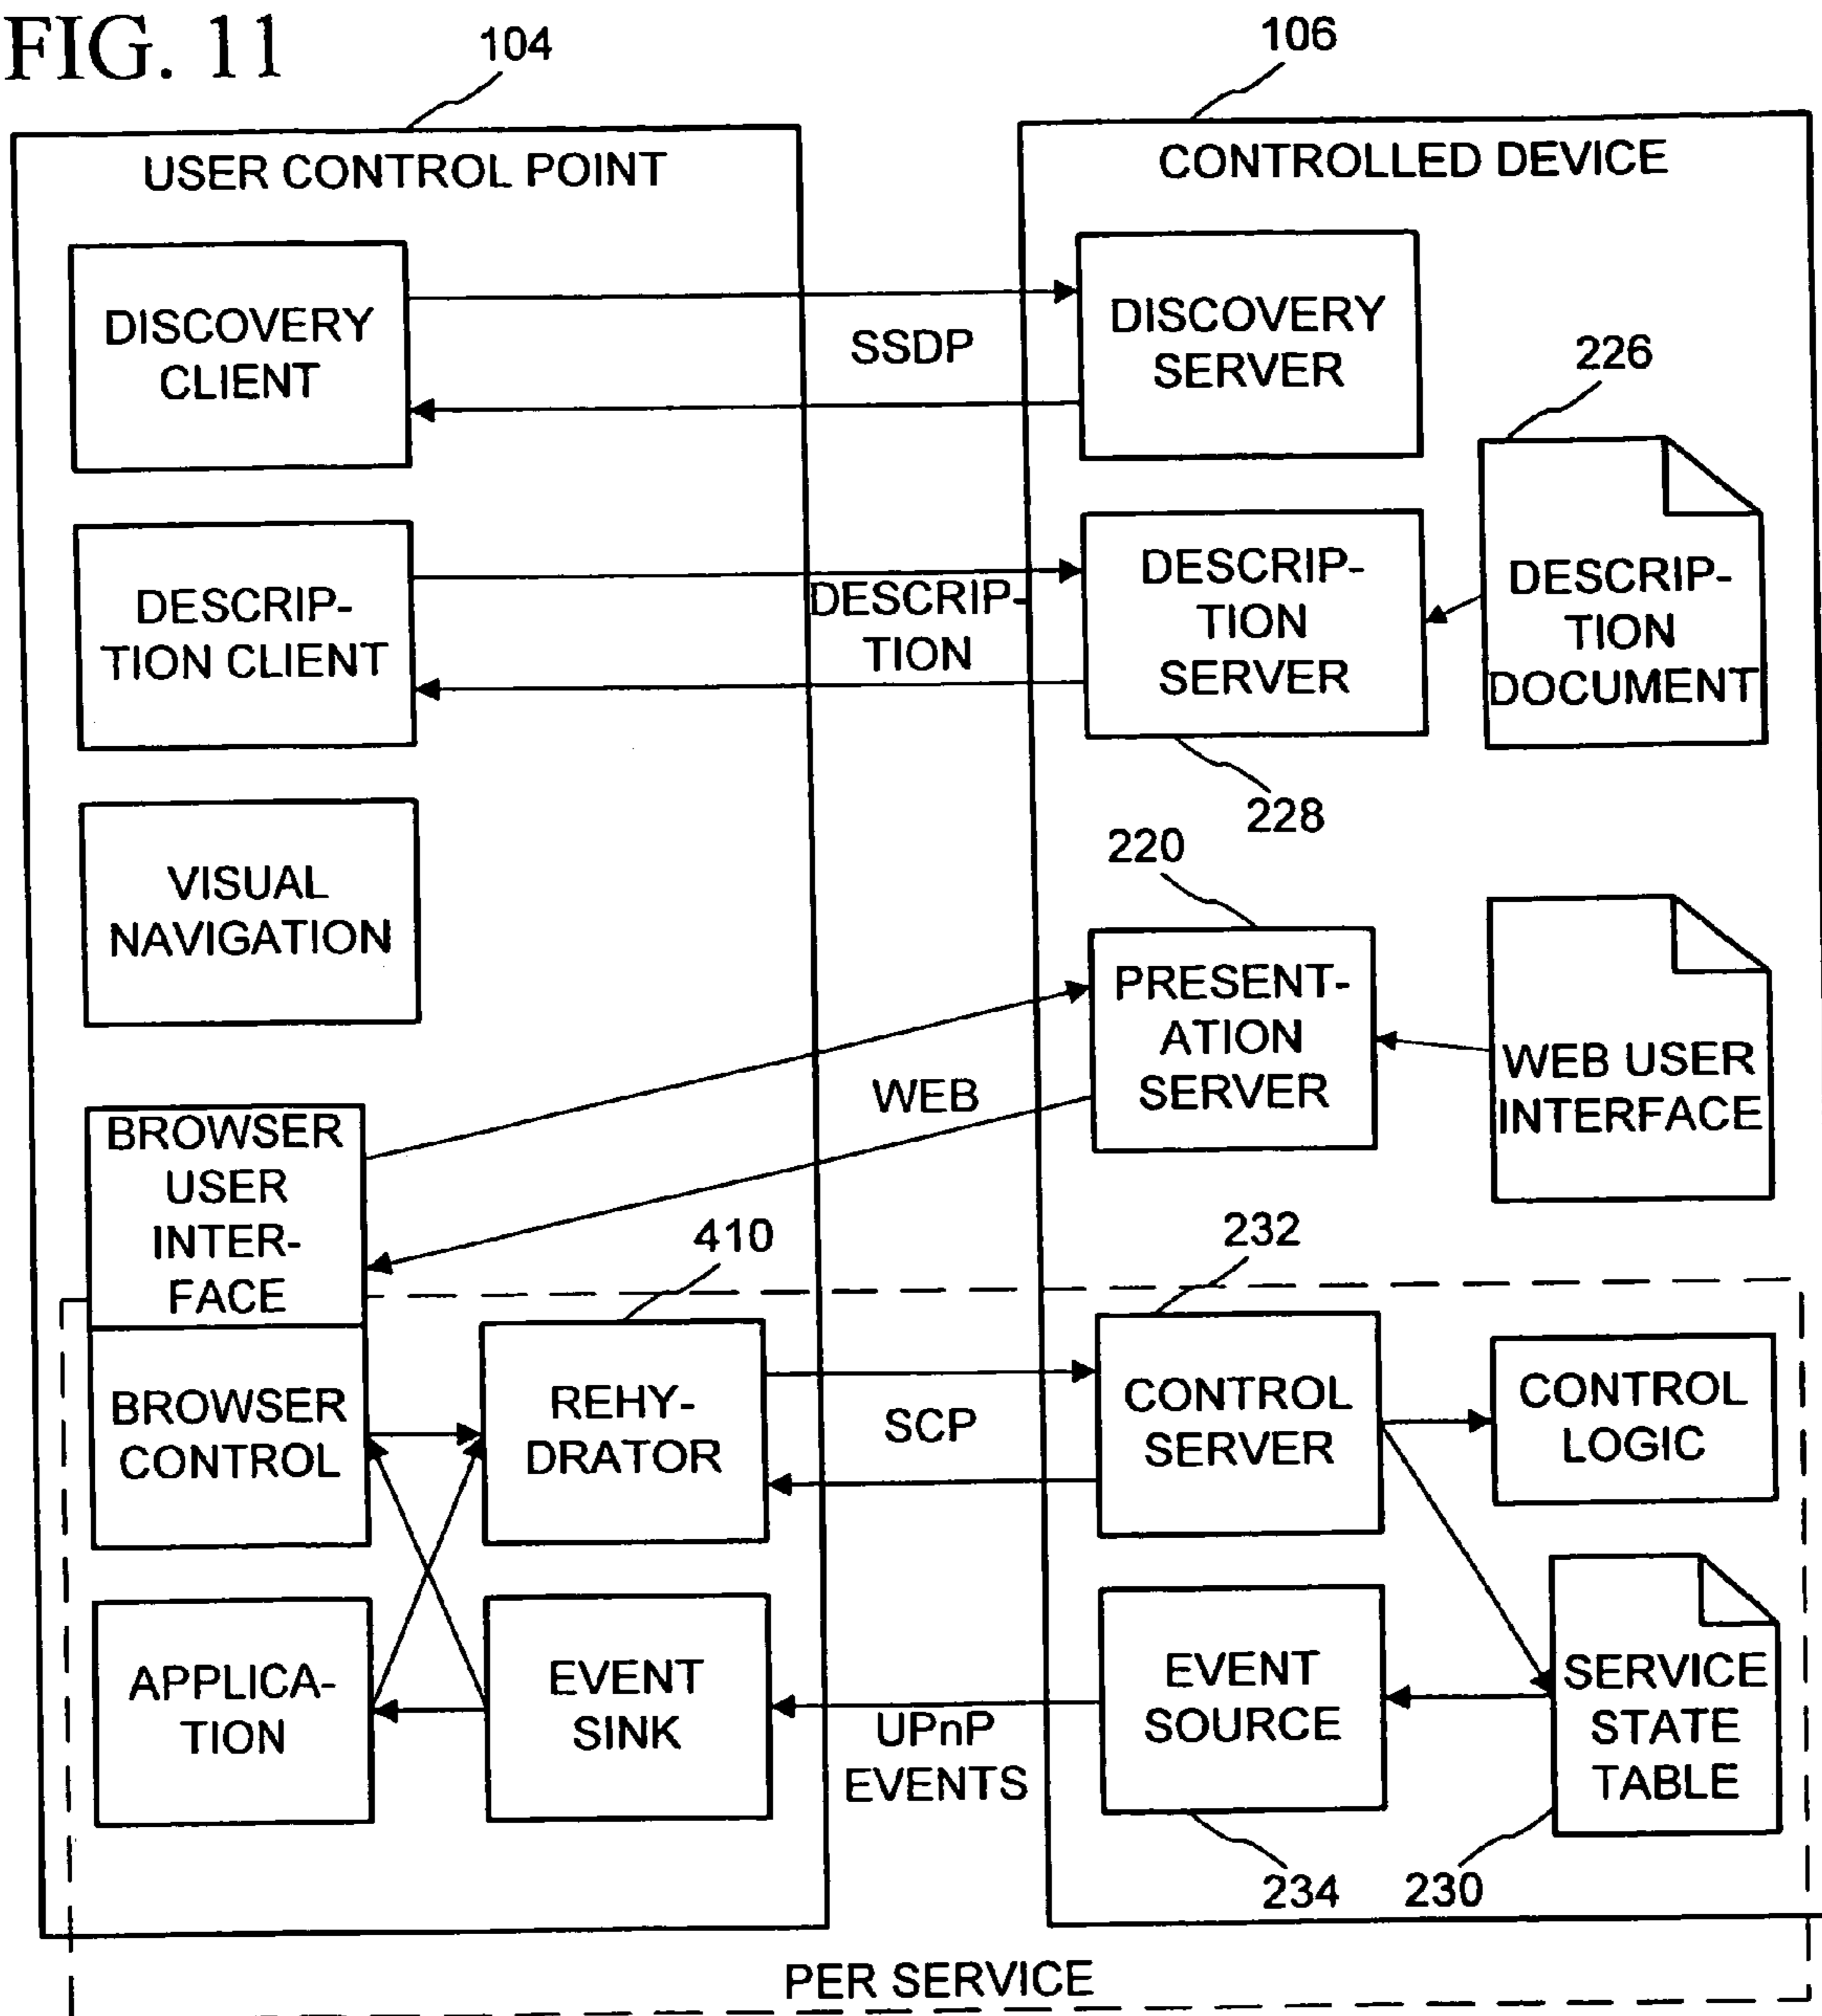 FIG. 11
104
106
USER CONTROL POINT
CONTROLLED DEVICE
DISCOVERY
CLIENT
SSDP
DISCOVERY
SERVER
226
DESCRIP-
TION CLIENT
DESCRIP-
TION
DESCRIP-
TION
SERVER
DESCRIP-
TION
DOCUMENT
228
VISUAL
NAVIGATION
220
PRESENT-
ATION
SERVER
WEB USER
INTERFACE
WEB
BROWSER
USER
INTER-
FACE
410
232
BROWSER
CONTROL
REHY-
DRATOR
SCP
CONTROL
SERVER
CONTROL
LOGIC
APPLICA-
TION
EVENT
SINK
UPnP
EVENTS
EVENT
SOURCE
SERVICE
STATE
TABLE
234
230
PER SERVICE